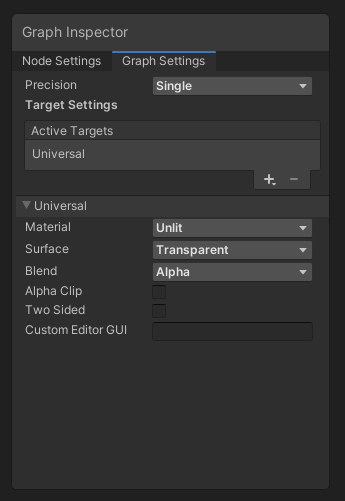 Graph Inspector
Node Settings Graph Settings
Precision Single
Target Settings
Active Targets
Universal
Universal
Material Unlit
Surface Transparent
Blend Alpha
Alpha Clip
Two Sided
Custom Editor GUI